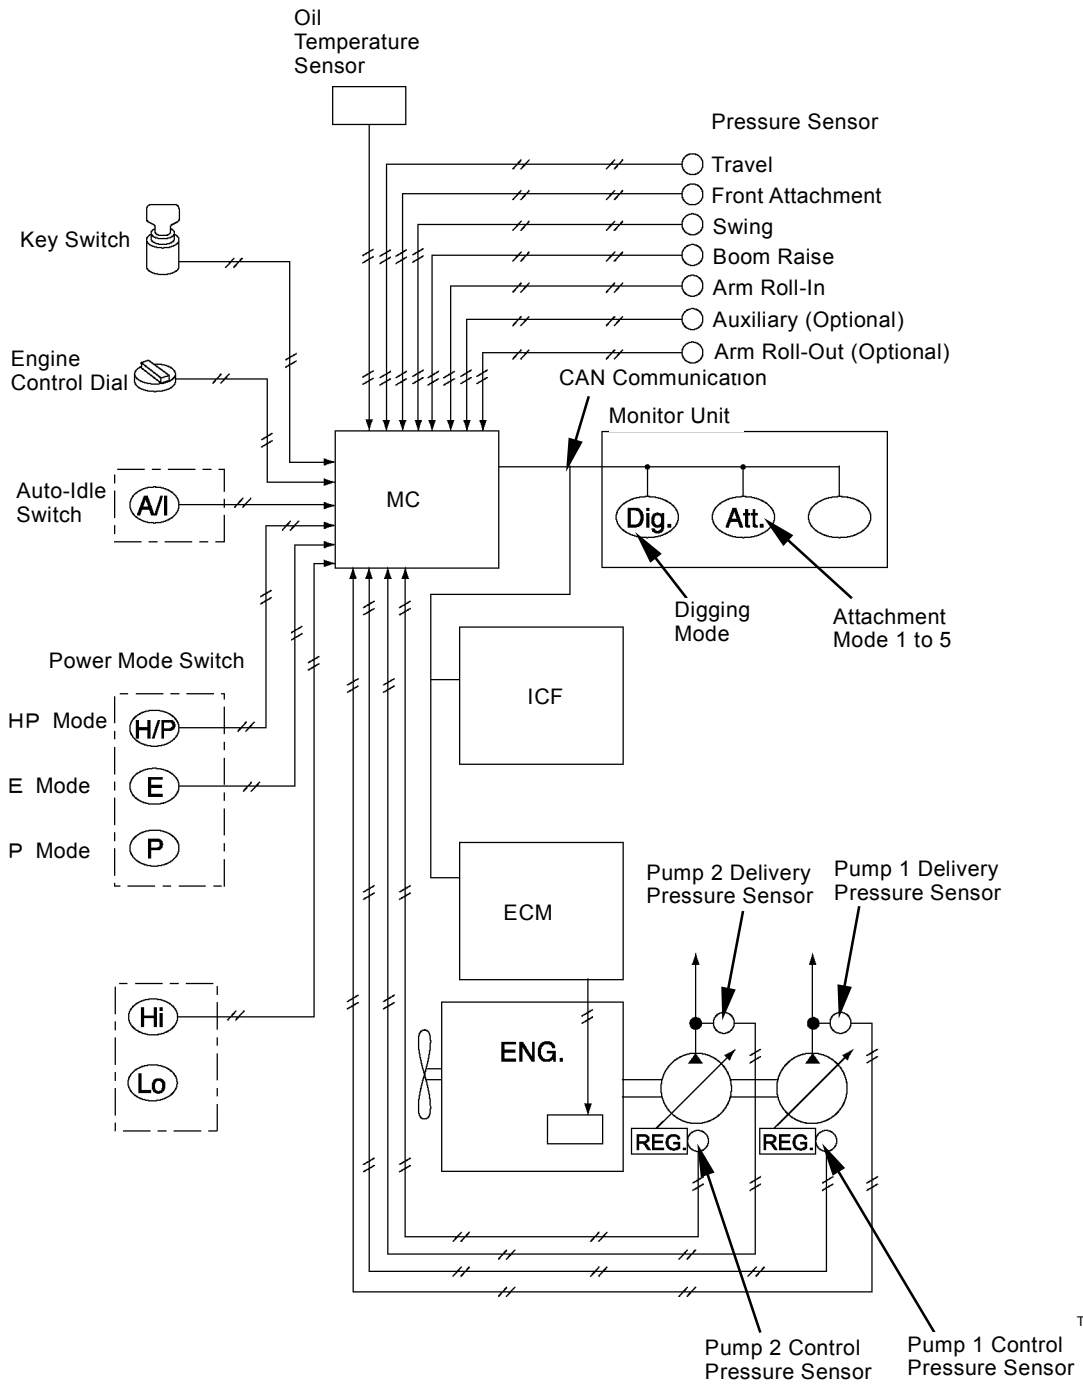 Oil
Temperature
Sensor
Pressure Sensor
Travel
Front Attachment
Swing
Boom Raise
Arm Roll-In
Auxiliary (Optional)
Arm Roll-Out (Optional)
Key Switch
Engine
Control Dial
CAN Communication
Monitor Unit
Auto-Idle
Switch
A/I
MC
Dig.
Att.
Digging
Mode
Attachment
Mode 1 to 5
Power Mode Switch
HP Mode
H/P
E Mode
E
P Mode
P
ICF
ECM
Pump 2 Delivery
Pressure Sensor
Pump 1 Delivery
Pressure Sensor
Hi
Lo
ENG.
REG.
REG.
Pump 2 Control
Pressure Sensor
Pump 1 Control
Pressure Sensor
T